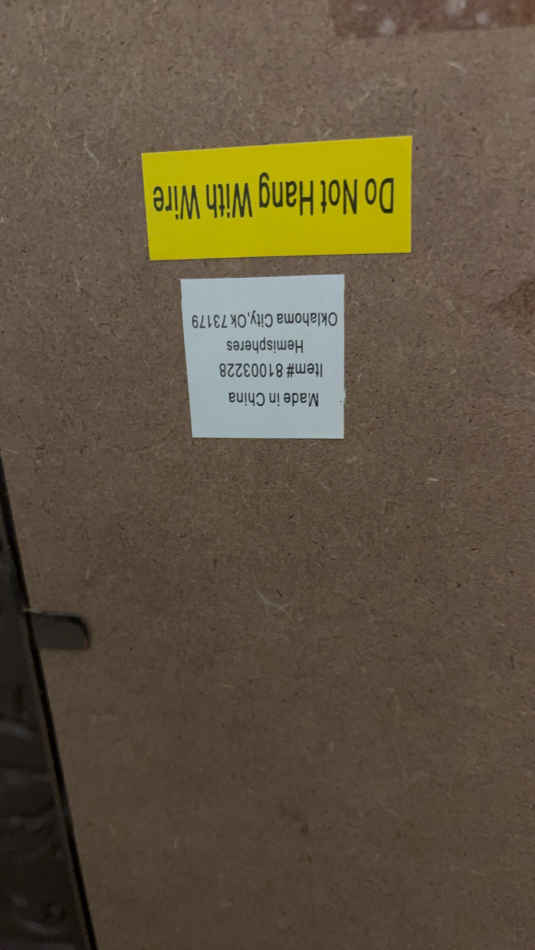 Made in China
Item# 81003228
Hemispheres
Oklahoma City,Ok 73179
Do Not Hang With Wire